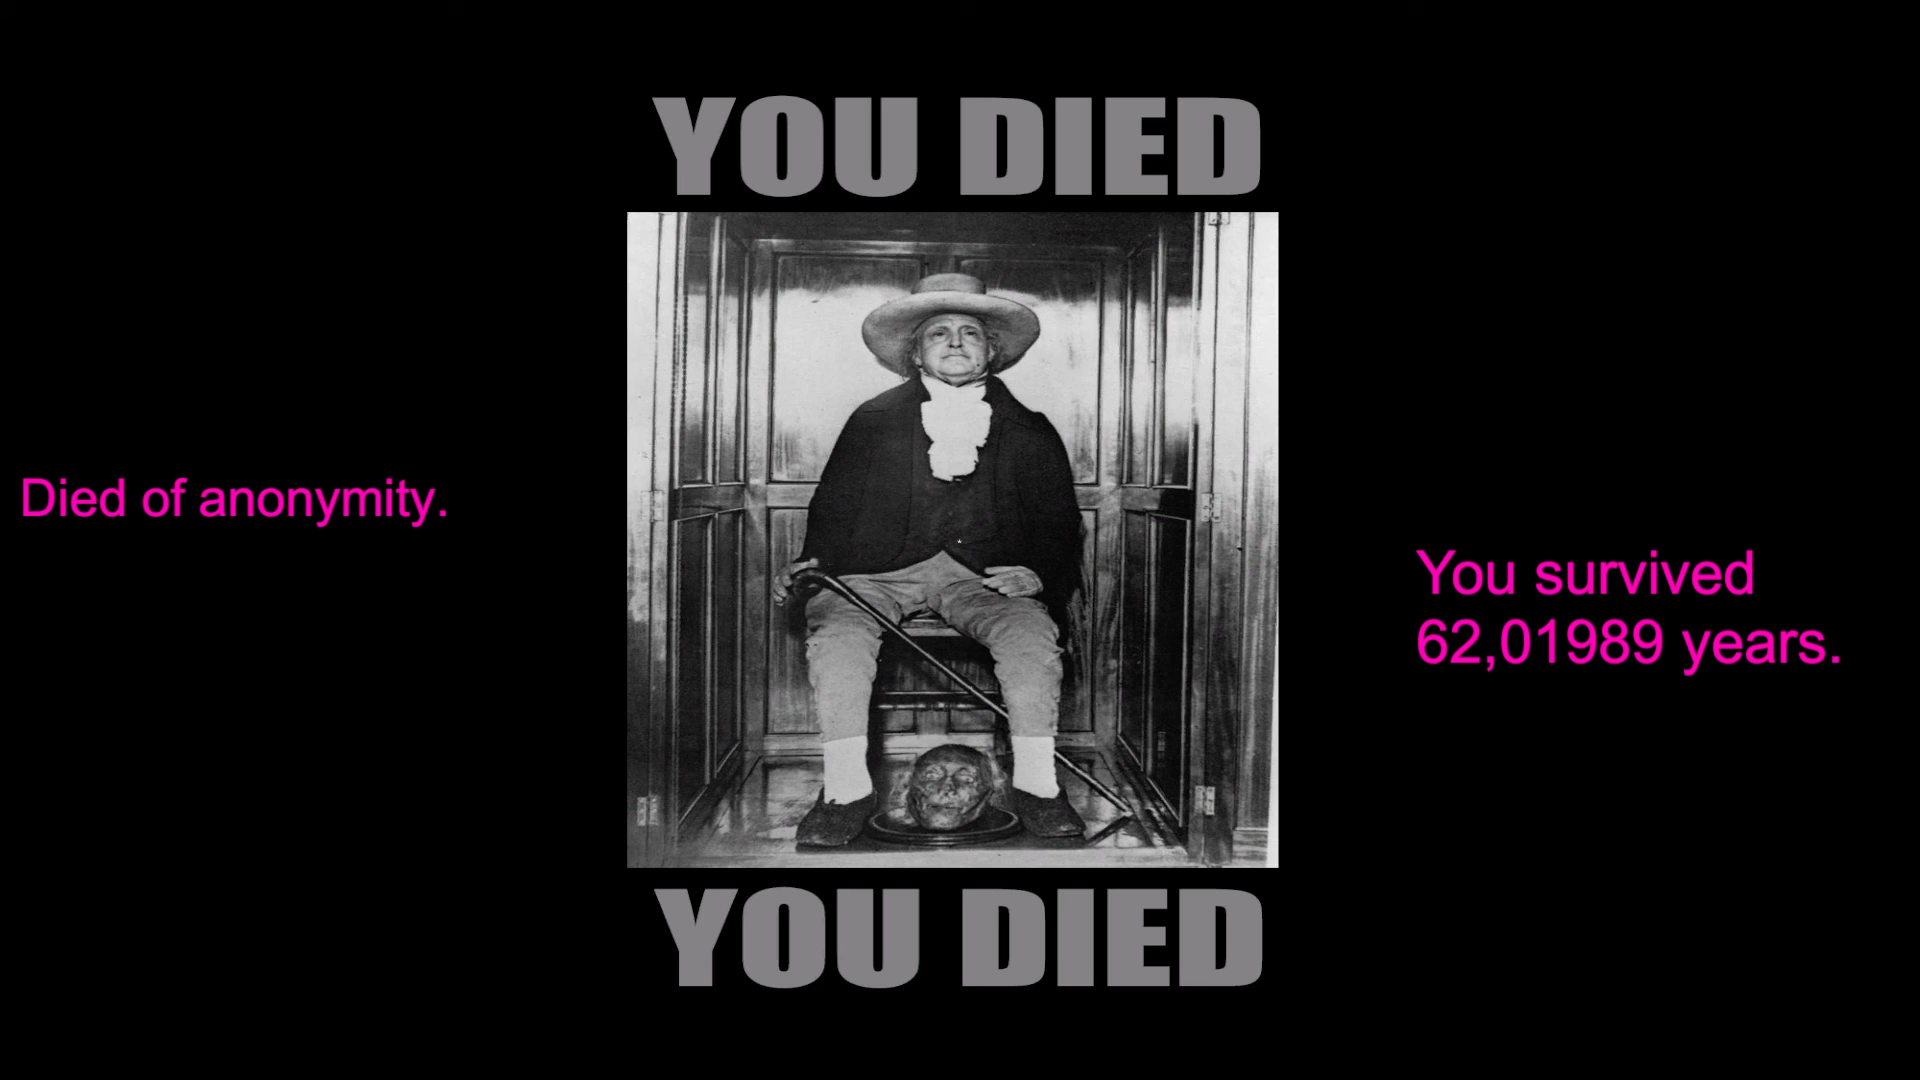 YOU DIED
Died of anonymity.
You survived
62,01989 years.
YOU DIED